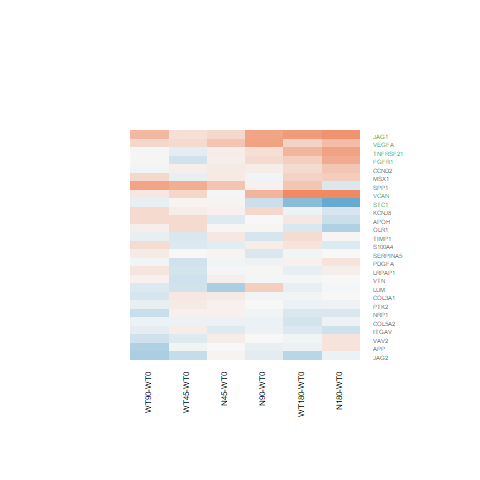 JAG1
VEGFA
TNFRSF21
FGFR1
CCND2
MSX1
SPP1
VCAN
STC1
KCNJ8
APOH
OLR1
TIMP1
S100A4
SERPINA5
PDGFA
LRPAP1
VTN
LUM
COL3A1
PTK2
NRP1
COL5A2
ITGAV
VAV2
APP
JAG2
WT90-WT0
WT45-WT0
N45-WT0
N90-WT0
WT180-WT0
N180-WT0